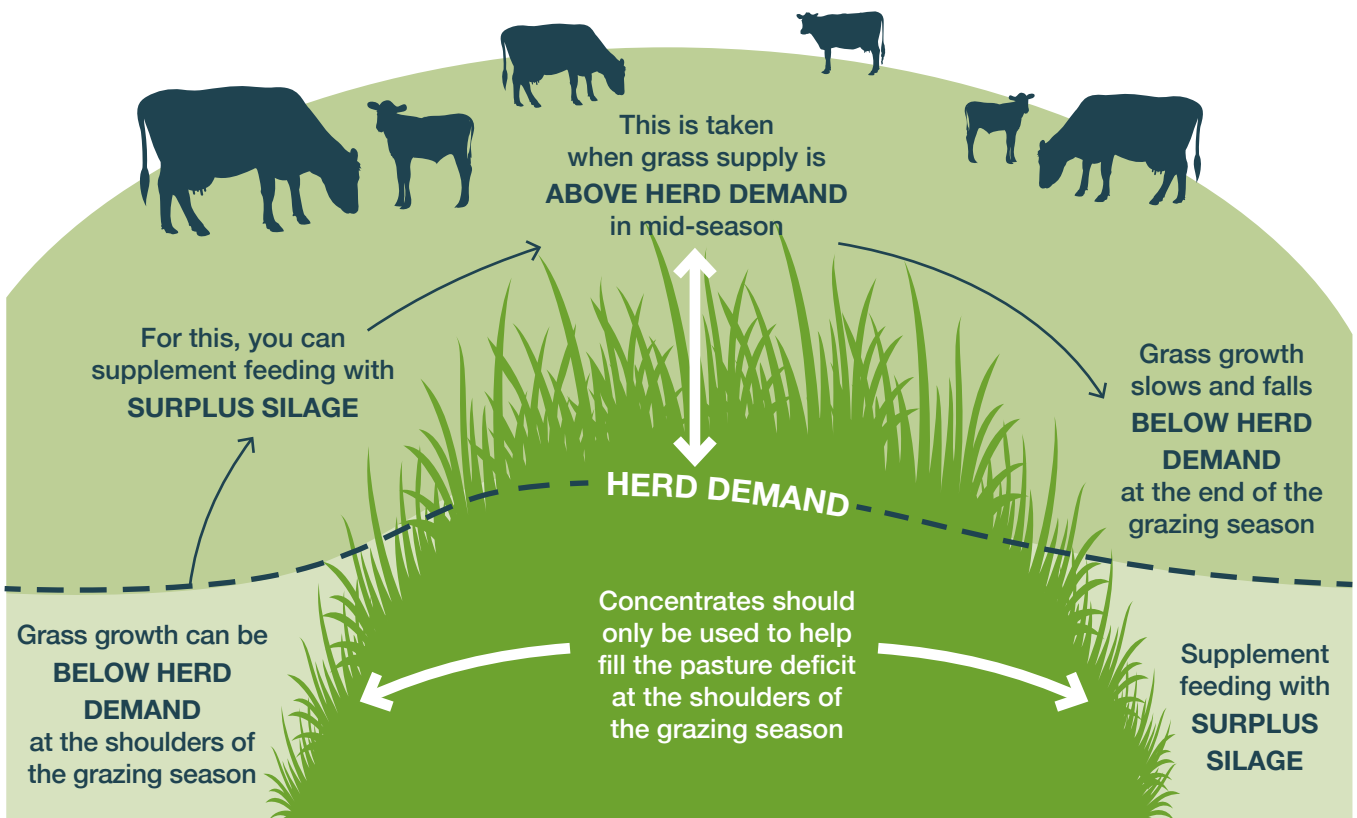 This is taken
when grass supply is
ABOVE HERD DEMAND
in mid-season
For this, you can
supplement feeding with
SURPLUS SILAGE
Grass growth
slows and falls
BELOW HERD
DEMAND
at the end of the
grazing season
HERD DEMAND
Grass growth can be
BELOW HERD
DEMAND
at the shoulders of
the grazing season
Concentrates should
only be used to help
fill the pasture deficit
at the shoulders of
the grazing season
Supplement
feeding with
SURPLUS
SILAGE